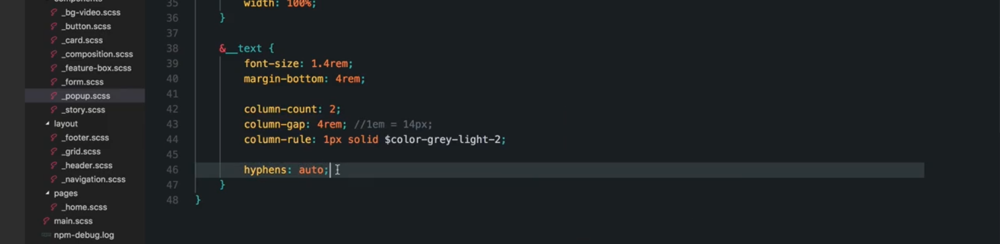 components
_bg-video.scss
_button.scss
_card.scss
_composition.scss
_feature-box.scss
_form.scss
_popup.scss
_story.scss
layout
_footer.scss
_grid.scss
_header.scss
_navigation.scss
pages
_home.scss
main.scss
npm-debug.log
35 width: 100%;
36 }
37
38 &__text {
39 font-size: 1.4rem;
40 margin-bottom: 4rem;
41
42 column-count: 2;
43 column-gap: 4rem; //1em = 14px;
44 column-rule: 1px solid $color-grey-light-2;
45
46 hyphens: auto;
47 }
48 }